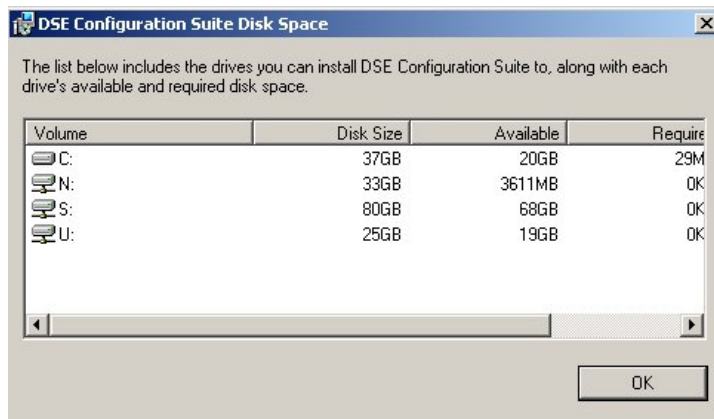 DSE Configuration Suite Disk Space
The list below includes the drives you can install DSE Configuration Suite to, along with each
drive's available and required disk space.
Volume Disk Size Available Require
C: 37GB 20GB 29M
N: 33GB 3611MB 0K
S: 80GB 68GB 0K
U: 25GB 19GB 0K
OK